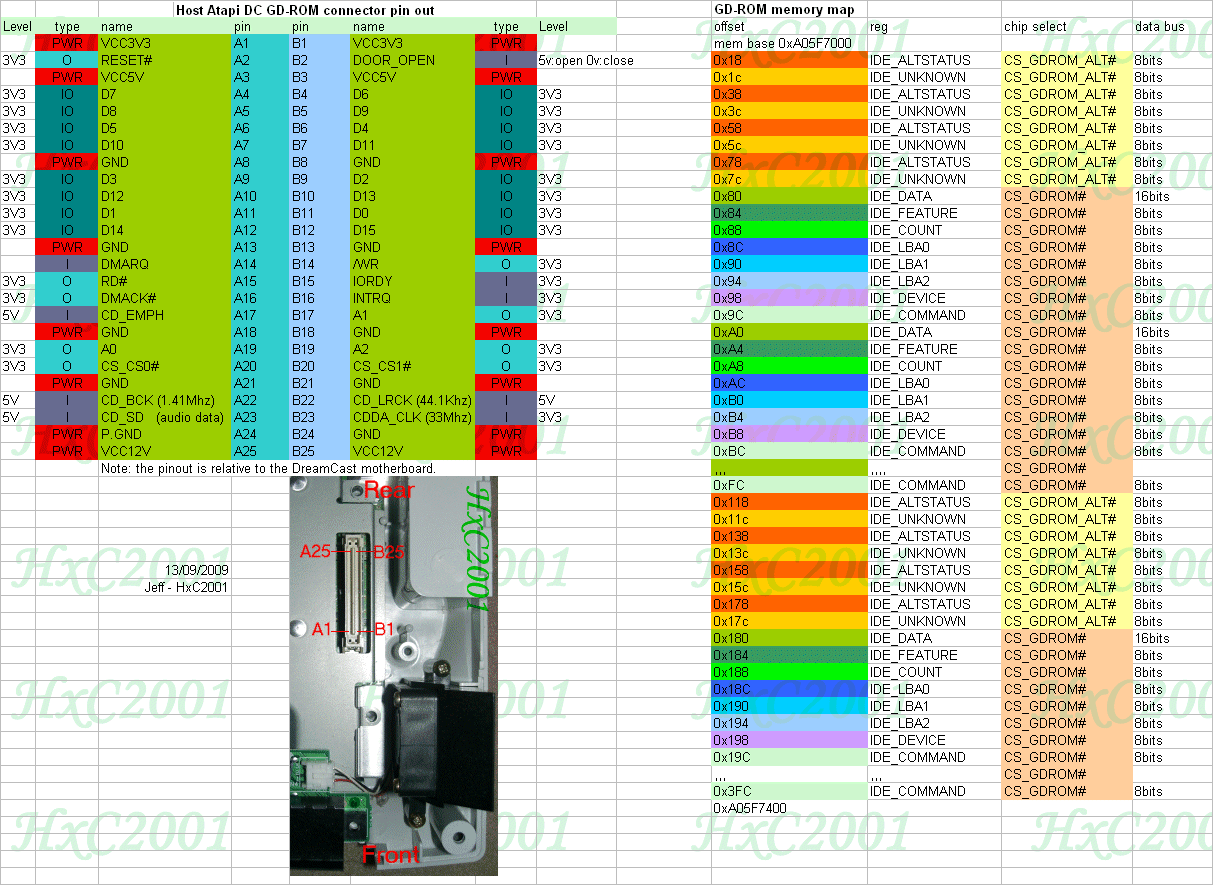 Host Atapi DC GD-ROM connector pin out
Level type name pin pin name type Level
PWR VCC3V3 A1 B1 VCC3V3 PWR
3V3 O RESET# A2 B2 DOOR_OPEN I 5v:open 0v:close
PWR VCC5V A3 B3 VCC5V PWR
3V3 IO D7 A4 B4 D6 IO 3V3
3V3 IO D8 A5 B5 D9 IO 3V3
3V3 IO D5 A6 B6 D4 IO 3V3
3V3 IO D10 A7 B7 D11 IO 3V3
PWR GND A8 B8 GND PWR
3V3 IO D3 A9 B9 D2 IO 3V3
3V3 IO D12 A10 B10 D13 IO 3V3
3V3 IO D1 A11 B11 D0 IO 3V3
3V3 IO D14 A12 B12 D15 IO 3V3
PWR GND A13 B13 GND PWR
I DMARQ A14 B14 /WR O 3V3
3V3 O RD# A15 B15 IORDY I 3V3
3V3 O DMACK# A16 B16 INTRQ I 3V3
5V I CD_EMPH A17 B17 A1 O 3V3
PWR GND A18 B18 GND PWR
3V3 O A0 A19 B19 A2 O 3V3
3V3 O CS_CS0# A20 B20 CS_CS1# O 3V3
PWR GND A21 B21 GND PWR
5V I CD_BCK (1.41Mhz) A22 B22 CD_LRCK (44.1Khz) I 5V
5V I CD_SD (audio data) A23 B23 CDDA_CLK (33Mhz) I 3V3
PWR P.GND A24 B24 GND PWR
PWR VCC12V A25 B25 VCC12V PWR
Note: the pinout is relative to the DreamCast motherboard.
Rear
HxC2001
A25 B25
A1 B1
Front
13/09/2009
Jeff - HxC2001
GD-ROM memory map
offset reg chip select data bus
mem base 0xA05F7000
0x18 IDE_ALTSTATUS CS_GDROM_ALT# 8bits
0x1c IDE_UNKNOWN CS_GDROM_ALT# 8bits
0x38 IDE_ALTSTATUS CS_GDROM_ALT# 8bits
0x3c IDE_UNKNOWN CS_GDROM_ALT# 8bits
0x58 IDE_ALTSTATUS CS_GDROM_ALT# 8bits
0x5c IDE_UNKNOWN CS_GDROM_ALT# 8bits
0x78 IDE_ALTSTATUS CS_GDROM_ALT# 8bits
0x7c IDE_UNKNOWN CS_GDROM_ALT# 8bits
0x80 IDE_DATA CS_GDROM# 16bits
0x84 IDE_FEATURE CS_GDROM# 8bits
0x88 IDE_COUNT CS_GDROM# 8bits
0x8C IDE_LBA0 CS_GDROM# 8bits
0x90 IDE_LBA1 CS_GDROM# 8bits
0x94 IDE_LBA2 CS_GDROM# 8bits
0x98 IDE_DEVICE CS_GDROM# 8bits
0x9C IDE_COMMAND CS_GDROM# 8bits
0xA0 IDE_DATA CS_GDROM# 16bits
0xA4 IDE_FEATURE CS_GDROM# 8bits
0xA8 IDE_COUNT CS_GDROM# 8bits
0xAC IDE_LBA0 CS_GDROM# 8bits
0xB0 IDE_LBA1 CS_GDROM# 8bits
0xB4 IDE_LBA2 CS_GDROM# 8bits
0xB8 IDE_DEVICE CS_GDROM# 8bits
0xBC IDE_COMMAND CS_GDROM# 8bits
,,, ,,,, CS_GDROM#
0xFC IDE_COMMAND CS_GDROM# 8bits
0x118 IDE_ALTSTATUS CS_GDROM_ALT# 8bits
0x11c IDE_UNKNOWN CS_GDROM_ALT# 8bits
0x138 IDE_ALTSTATUS CS_GDROM_ALT# 8bits
0x13c IDE_UNKNOWN CS_GDROM_ALT# 8bits
0x158 IDE_ALTSTATUS CS_GDROM_ALT# 8bits
0x15c IDE_UNKNOWN CS_GDROM_ALT# 8bits
0x178 IDE_ALTSTATUS CS_GDROM_ALT# 8bits
0x17c IDE_UNKNOWN CS_GDROM_ALT# 8bits
0x180 IDE_DATA CS_GDROM# 16bits
0x184 IDE_FEATURE CS_GDROM# 8bits
0x188 IDE_COUNT CS_GDROM# 8bits
0x18C IDE_LBA0 CS_GDROM# 8bits
0x190 IDE_LBA1 CS_GDROM# 8bits
0x194 IDE_LBA2 CS_GDROM# 8bits
0x198 IDE_DEVICE CS_GDROM# 8bits
0x19C IDE_COMMAND CS_GDROM# 8bits
,,, ,,, CS_GDROM#
0x3FC IDE_COMMAND CS_GDROM# 8bits
0xA05F7400